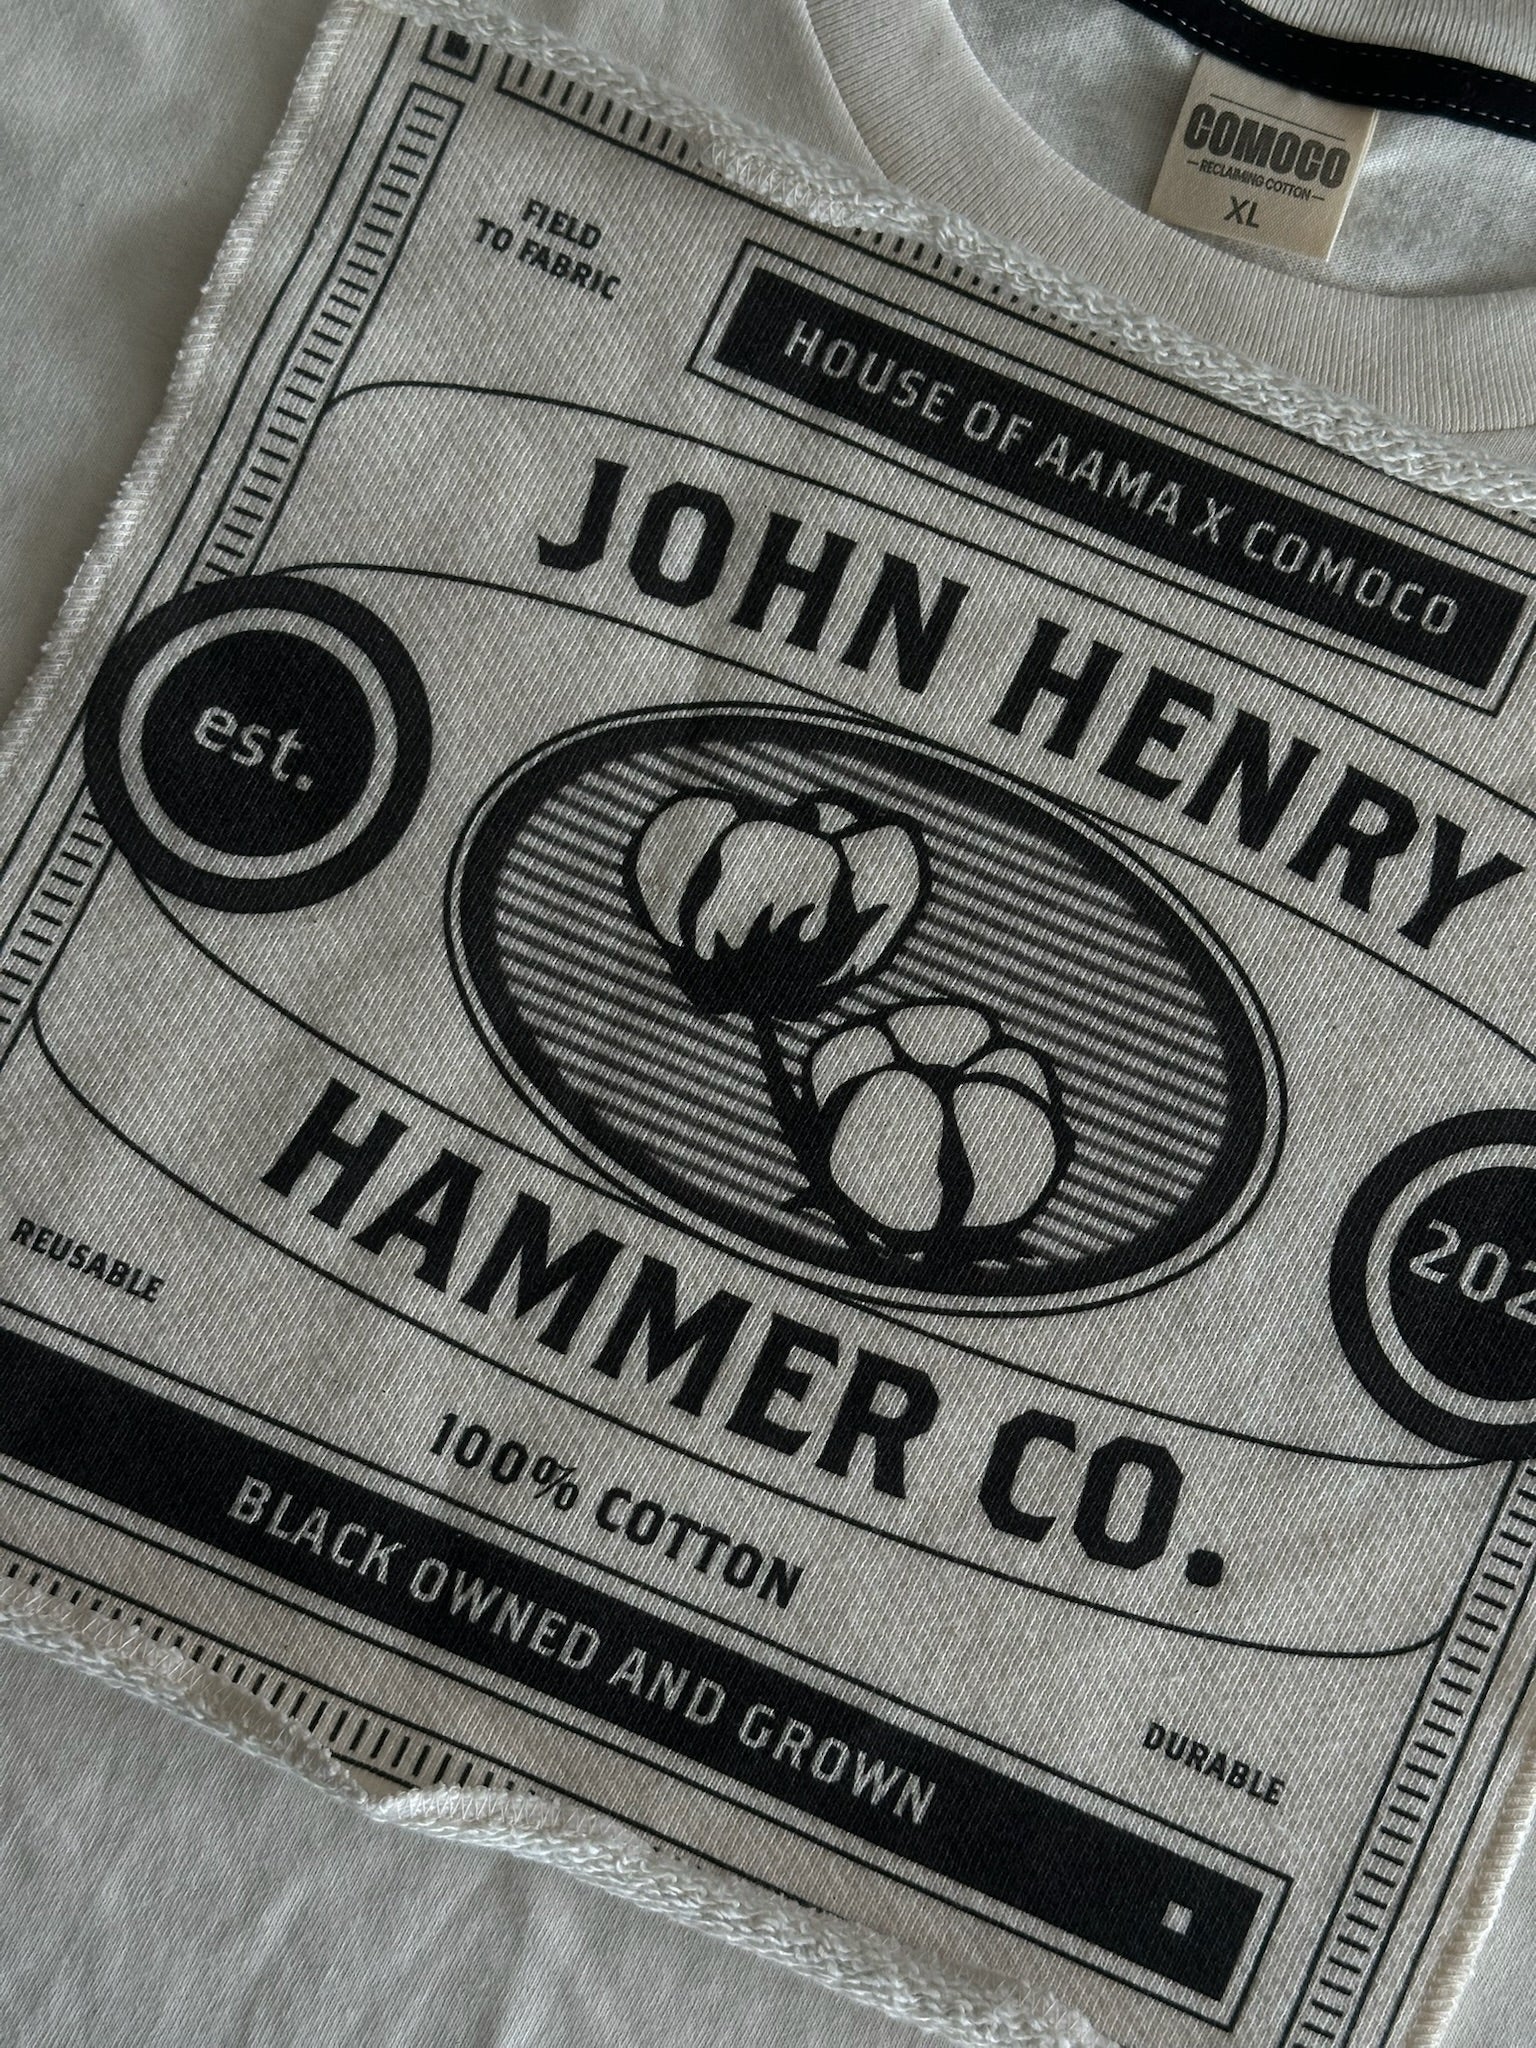 COMOCO
RECLAIMING COTTON
XL
FIELD
TO FABRIC
HOUSE OF AAMA X COMOCO
JOHN HENRY
est.
HAMMER CO.
REUSABLE
100% COTTON
DURABLE
BLACK OWNED AND GROWN